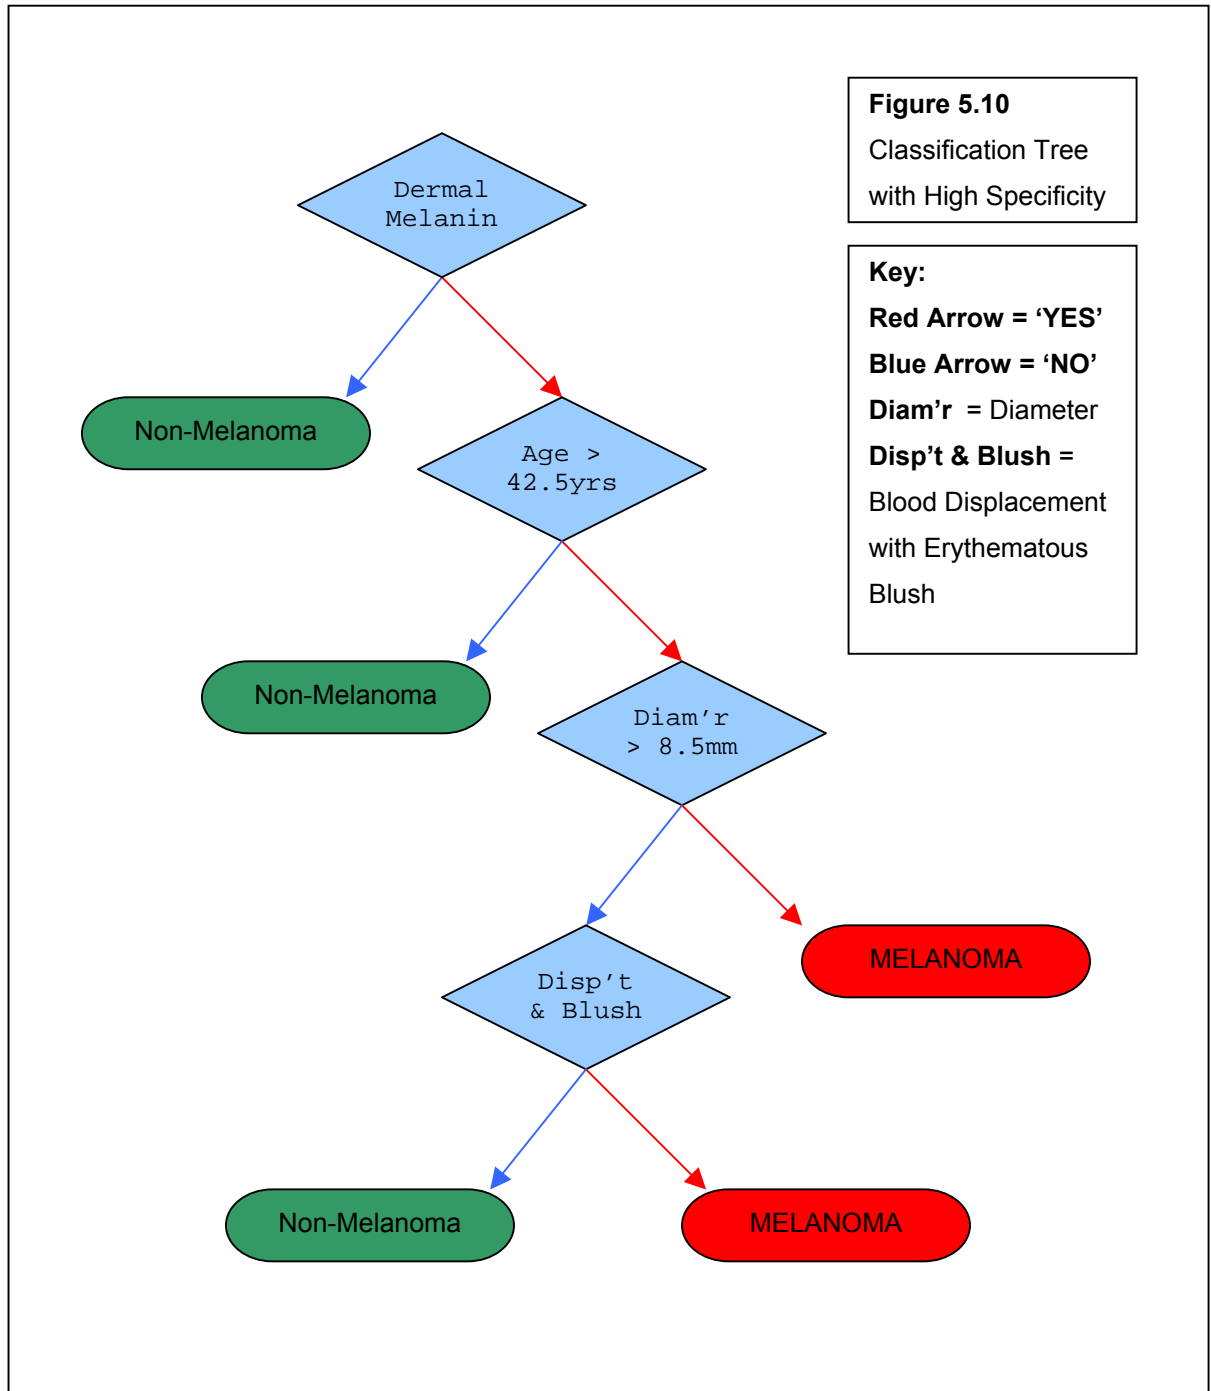 Figure 5.10
Classification Tree
with High Specificity
Key:
Red Arrow = ‘YES’
Blue Arrow = ‘NO’
Diam'r = Diameter
Disp’t & Blush =
Blood Displacement
with Erythematous
Blush
Dermal
Melanin
Non-Melanoma
Age >
42.5yrs
Non-Melanoma
Diam’r
> 8.5mm
MELANOMA
Disp’t
& Blush
Non-Melanoma
MELANOMA